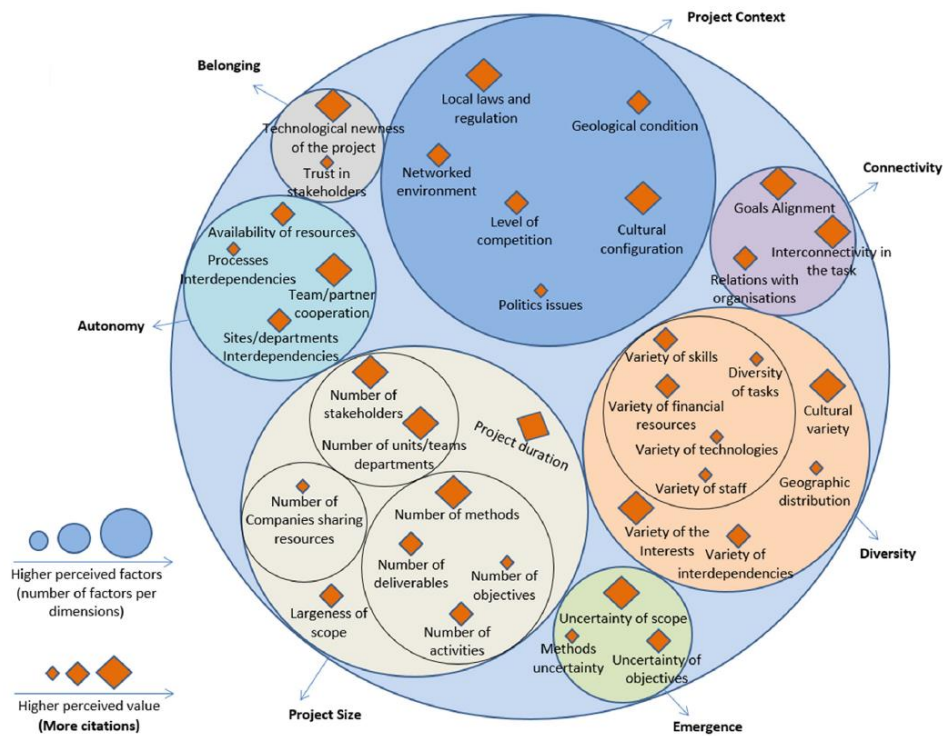 Project Context
Belonging
Technological newness
of the project
Trust in
stakeholders
Local laws and
regulation
Geological condition
Networked
environment
Level of
competition
Cultural
configuration
Politics issues
Connectivity
Goals Alignment
Interconnectivity in
the task
Relations with
organisations
Availability of resources
Processes
Interdependencies
Team/partner
cooperation
Sites/departments
Interdependencies
Autonomy
Number of
stakeholders
Number of units/teams
departments
Project duration
Number of
Companies sharing
resources
Number of methods
Number of
deliverables
Number of
objectives
Number of
activities
Largeness of
scope
Project Size
Variety of skills
Diversity
of tasks
Variety of financial
resources
Variety of technologies
Variety of staff
Cultural
variety
Geographic
distribution
Variety of the
Interests
Variety of
interdependencies
Diversity
Uncertainty of scope
Methods
uncertainty
Uncertainty of
objectives
Emergence
Higher perceived factors
(number of factors per
dimensions)
Higher perceived value
(More citations)